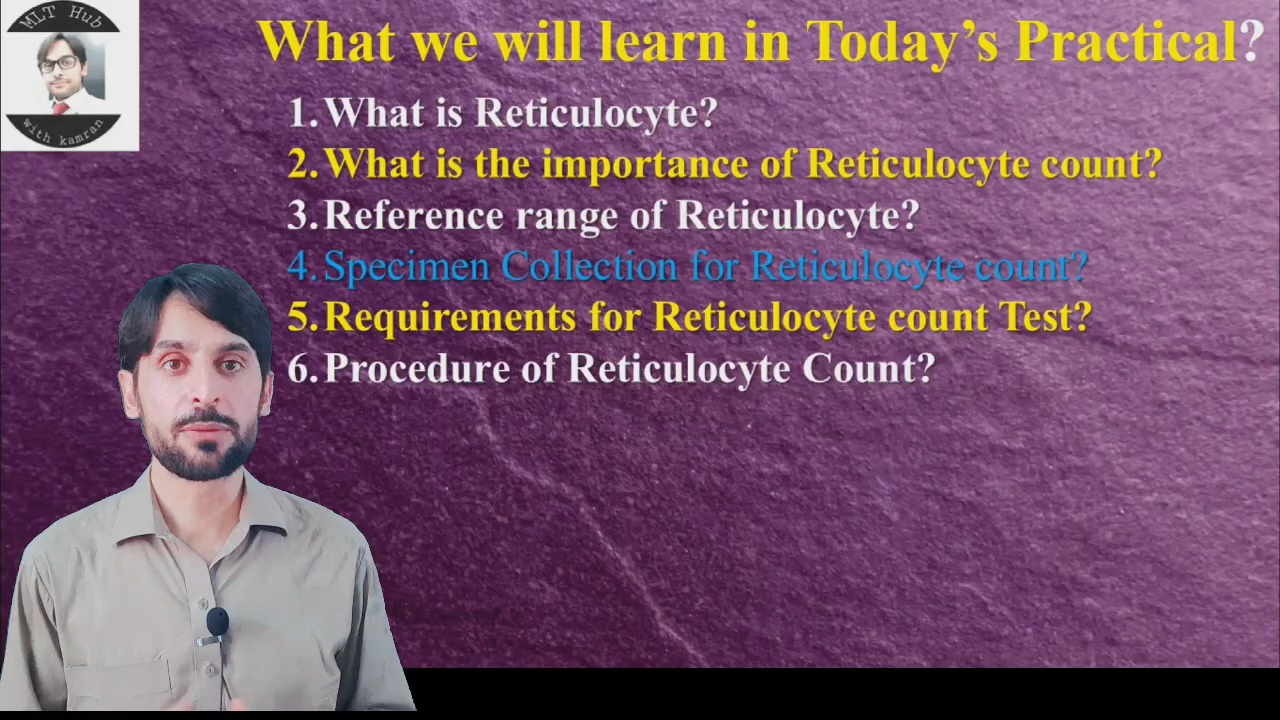 MLT Hub
with kamran
What we will learn in Today's Practical?
1. What is Reticulocyte?
2. What is the importance of Reticulocyte count?
3. Reference range of Reticulocyte?
4. Specimen Collection for Reticulocyte count?
5. Requirements for Reticulocyte count Test?
6. Procedure of Reticulocyte Count?